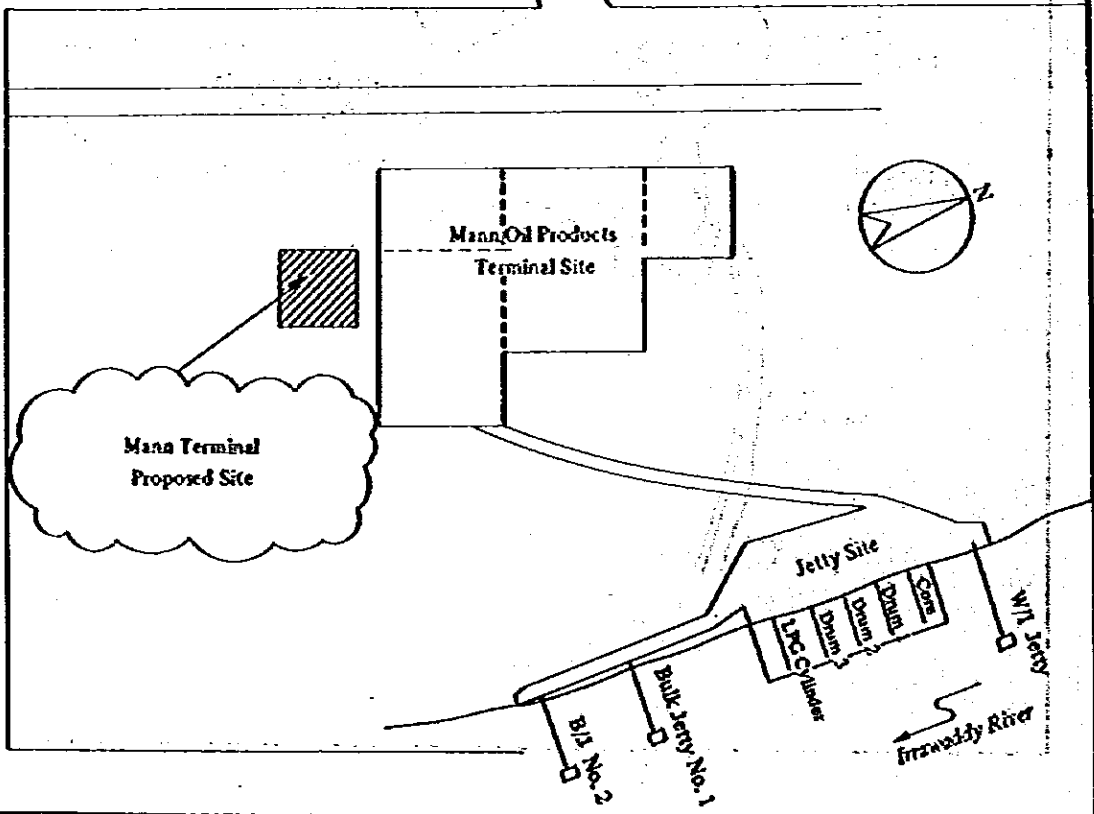 N
Mann Oil Products
Terminal Site
Mann Terminal
Proposed Site
Jetty Site
LPG Cylinder
Drum 3
Drum 2
Drum
W/I Jetty
Irrawaddy River
Bulk Jetty No. 1
No. 2